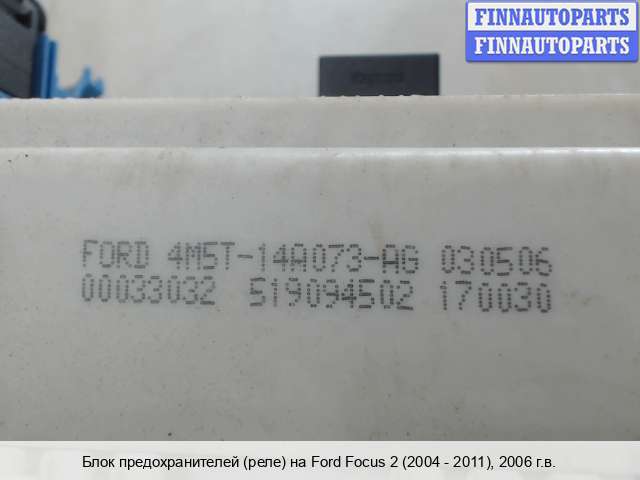 FINNAUTOPARTS
FINNAUTOPARTS
FORD 4M5T-14A073-AG 030506
00033032 519094502 170030
Блок предохранителей (реле) на Ford Focus 2 (2004 - 2011), 2006 г.в.